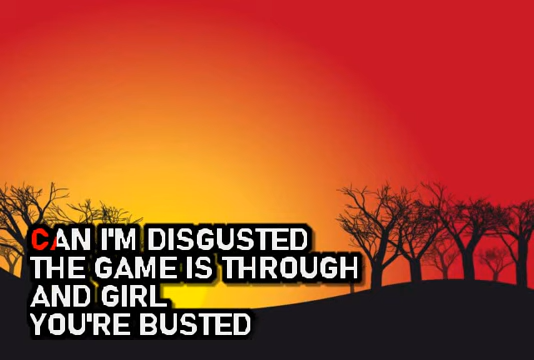 CAN I'M DISGUSTED
THE GAME IS THROUGH
AND GIRL
YOU'RE BUSTED